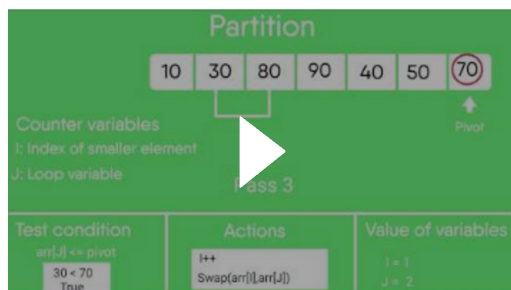 Partition
10 30 80 90 40 50 70
Pivot
Counter variables
I: Index of smaller element
J: Loop variable
Pass 3
Test condition
arr[J] <= pivot
30 < 70
True
Actions
I++
Swap(arr[I],arr[J])
Value of variables
I = 1
J = 2